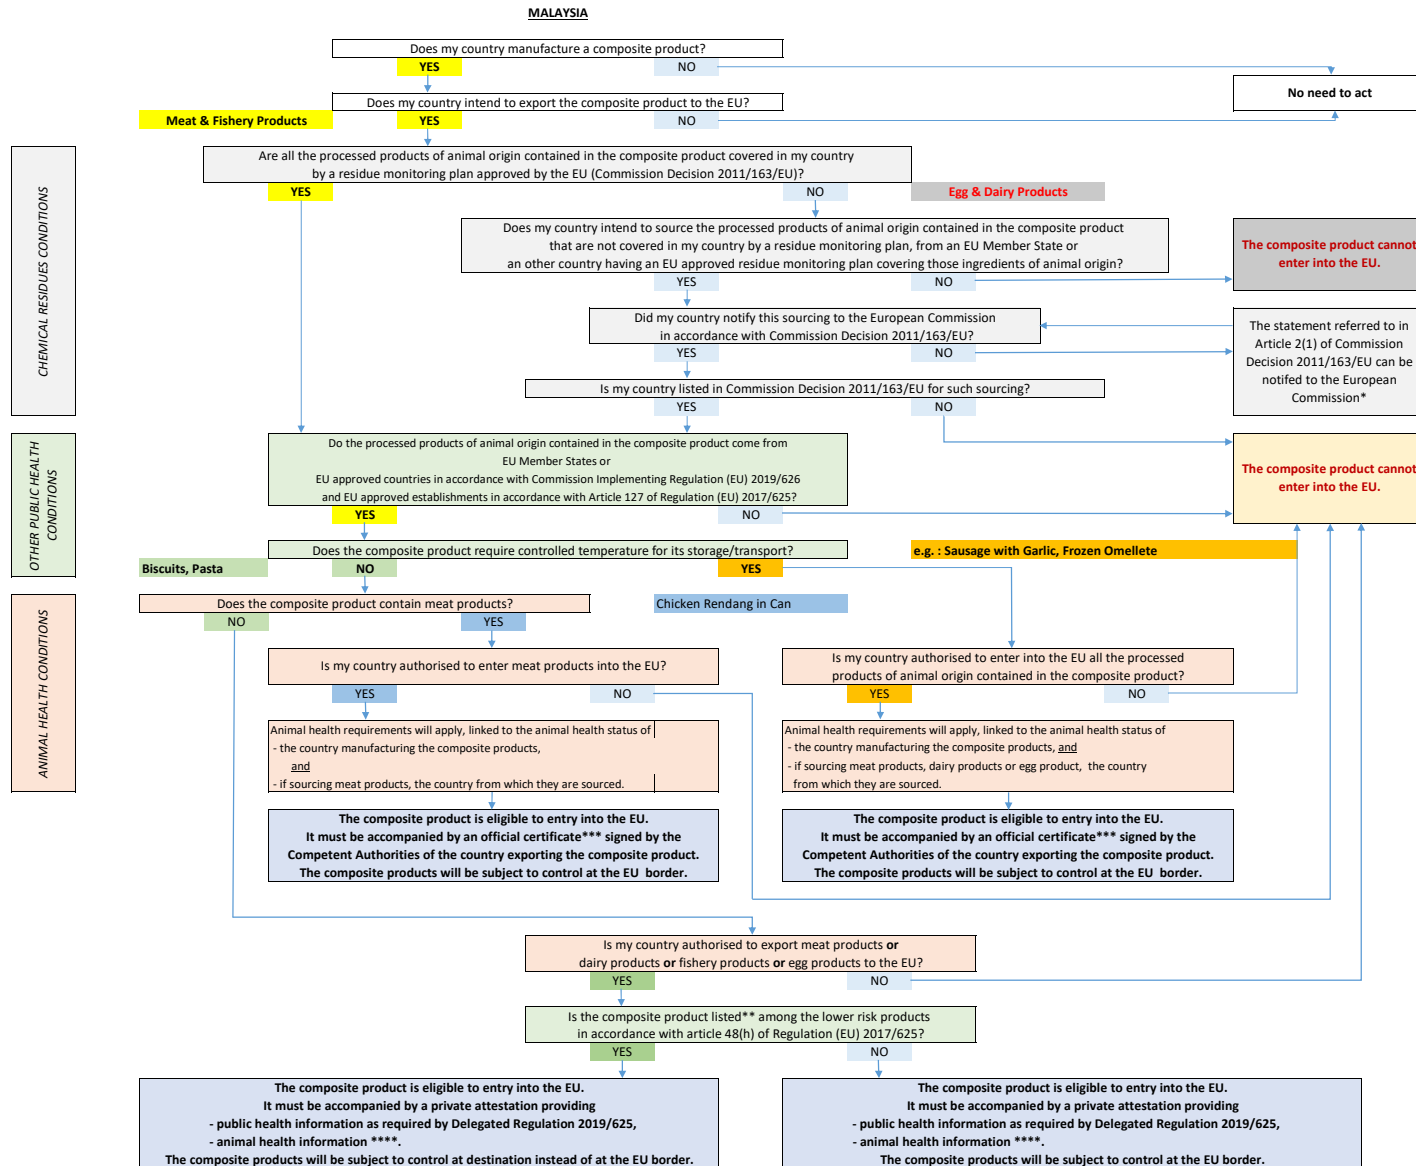 MALAYSIA
Does my country manufacture a composite product?
YES
NO
No need to act
Does my country intend to export the composite product to the EU?
Meat & Fishery Products
YES
NO
CHEMICAL RESIDUES CONDITIONS
Are all the processed products of animal origin contained in the composite product covered in my country
by a residue monitoring plan approved by the EU (Commission Decision 2011/163/EU)?
YES
NO
Egg & Dairy Products
Does my country intend to source the processed products of animal origin contained in the composite product
that are not covered in my country by a residue monitoring plan, from an EU Member State or
an other country having an EU approved residue monitoring plan covering those ingredients of animal origin?
YES
NO
The composite product cannot
enter into the EU.
Did my country notify this sourcing to the European Commission
in accordance with Commission Decision 2011/163/EU?
YES
NO
The statement referred to in
Article 2(1) of Commission
Decision 2011/163/EU can be
notifed to the European
Commission*
Is my country listed in Commission Decision 2011/163/EU for such sourcing?
YES
NO
OTHER PUBLIC HEALTH
CONDITIONS
Do the processed products of animal origin contained in the composite product come from
EU Member States or
EU approved countries in accordance with Commission Implementing Regulation (EU) 2019/626
and EU approved establishments in accordance with Article 127 of Regulation (EU) 2017/625?
YES
NO
The composite product cannot
enter into the EU.
Does the composite product require controlled temperature for its storage/transport?
e.g. : Sausage with Garlic, Frozen Omellete
Biscuits, Pasta
NO
YES
ANIMAL HEALTH CONDITIONS
Does the composite product contain meat products?
Chicken Rendang in Can
NO
YES
Is my country authorised to enter meat products into the EU?
YES
NO
Is my country authorised to enter into the EU all the processed
products of animal origin contained in the composite product?
YES
NO
Animal health requirements will apply, linked to the animal health status of
- the country manufacturing the composite products,
and
- if sourcing meat products, the country from which they are sourced.
Animal health requirements will apply, linked to the animal health status of
- the country manufacturing the composite products, and
- if sourcing meat products, dairy products or egg product, the country
from which they are sourced.
The composite product is eligible to entry into the EU.
It must be accompanied by an official certificate*** signed by the
Competent Authorities of the country exporting the composite product.
The composite products will be subject to control at the EU border.
The composite product is eligible to entry into the EU.
It must be accompanied by an official certificate*** signed by the
Competent Authorities of the country exporting the composite product.
The composite products will be subject to control at the EU border.
Is my country authorised to export meat products or
dairy products or fishery products or egg products to the EU?
YES
NO
Is the composite product listed** among the lower risk products
in accordance with article 48(h) of Regulation (EU) 2017/625?
YES
NO
The composite product is eligible to entry into the EU.
It must be accompanied by a private attestation providing
- public health information as required by Delegated Regulation 2019/625,
- animal health information ****.
The composite products will be subject to control at destination instead of at the EU border.
The composite product is eligible to entry into the EU.
It must be accompanied by a private attestation providing
- public health information as required by Delegated Regulation 2019/625,
- animal health information ****.
The composite products will be subject to control at the EU border.